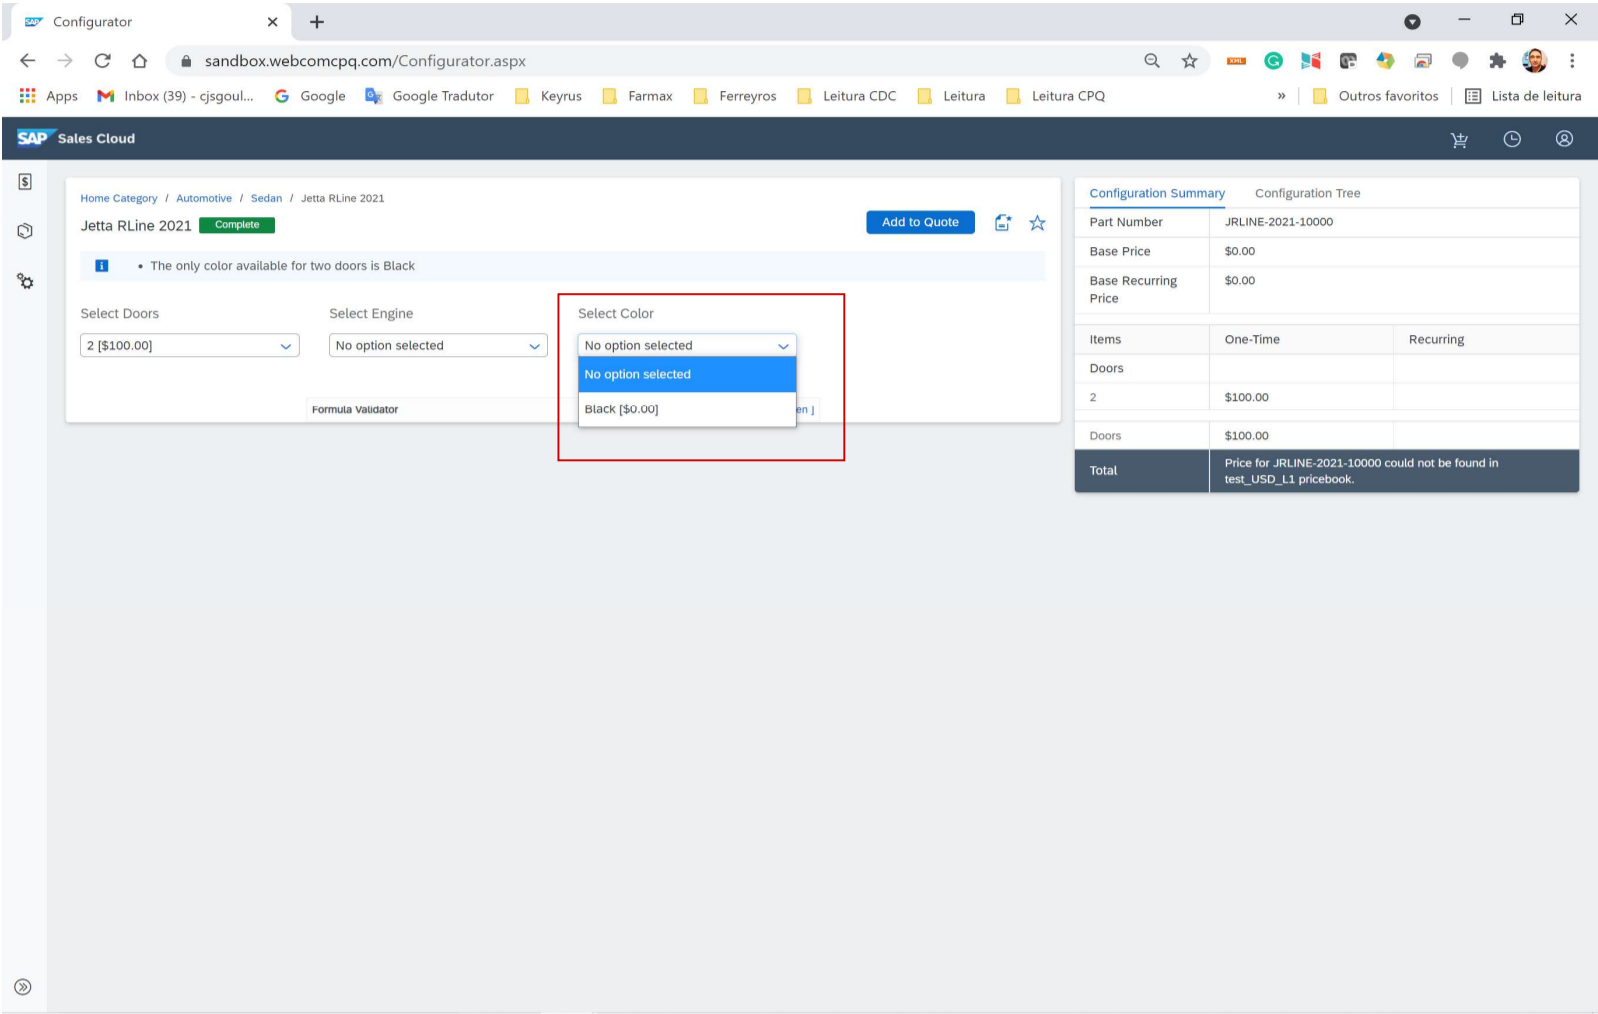 SAP Configurator
sandbox.webcomcpq.com/Configurator.aspx
XML
Apps Inbox (39) - cjsgoul... Google Google Tradutor Keyrus Farmax Ferreyros Leitura CDC Leitura Leitura CPQ » Outros favoritos Lista de leitura
SAP Sales Cloud
Home Category / Automotive / Sedan / Jetta RLine 2021
Jetta RLine 2021 Complete
Add to Quote
• The only color available for two doors is Black
Select Doors Select Engine Select Color
2 [$100.00] No option selected No option selected
No option selected
Black [$0.00]
Formula Validator
en ]
Configuration Summary Configuration Tree
Part Number JRLINE-2021-10000
Base Price $0.00
Base Recurring $0.00
Price
Items One-Time Recurring
Doors
2 $100.00
Doors $100.00
Total Price for JRLINE-2021-10000 could not be found in
test_USD_L1 pricebook.